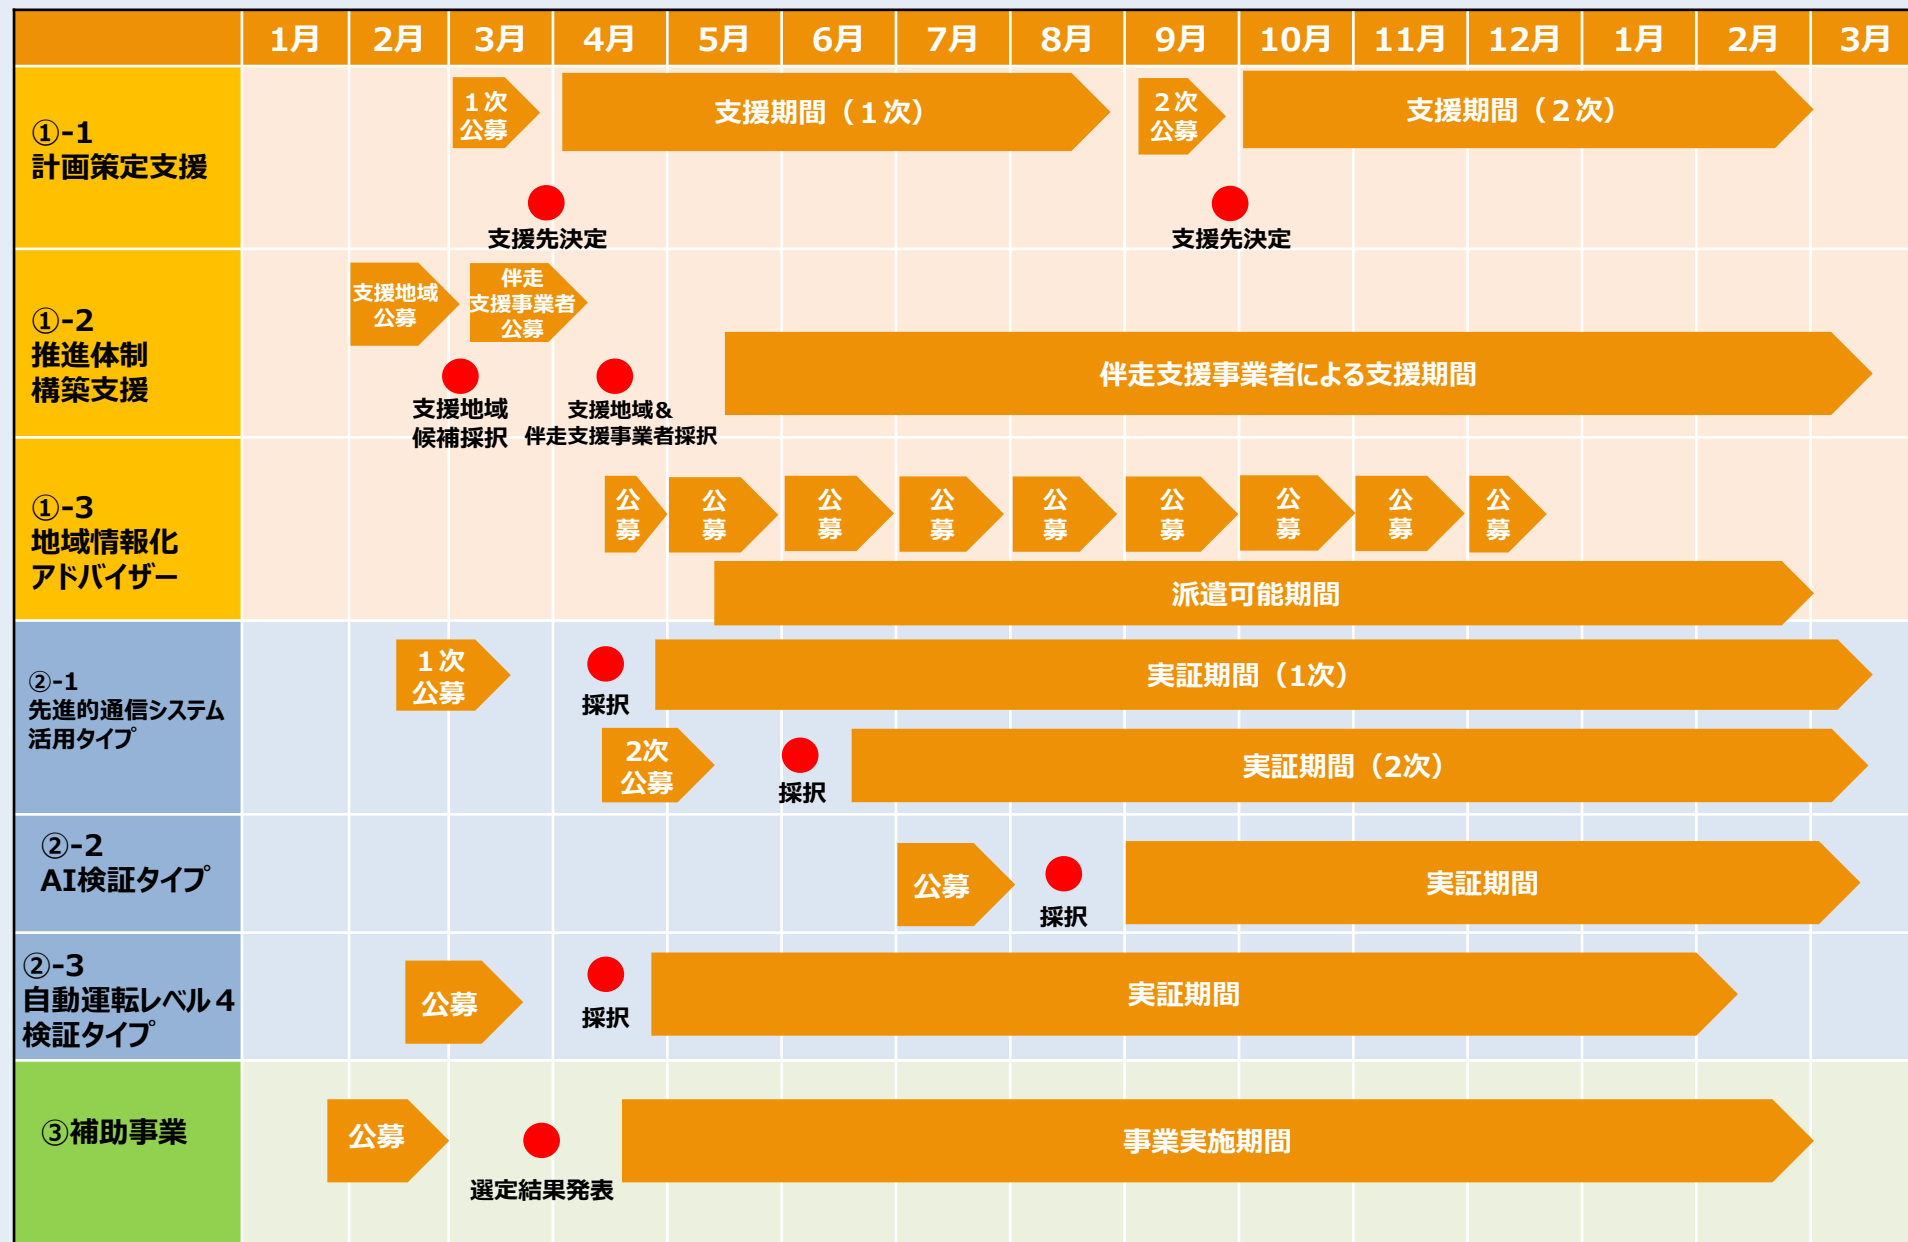 1月 2月 3月 4月 5月 6月 7月 8月 9月 10月 11月 12月 1月 2月 3月
①-1
計画策定支援
１次
公募
支援期間（１次）
２次
公募
支援期間（２次）
支援先決定
支援先決定
①-2
推進体制
構築支援
支援地域
公募
伴走
支援事業者
公募
伴走支援事業者による支援期間
支援地域
候補採択
支援地域＆
伴走支援事業者採択
①-3
地域情報化
アドバイザー
公
募
公
募
公
募
公
募
公
募
公
募
公
募
公
募
公
募
派遣可能期間
②-1
先進的通信システム
活用タイプ
１次
公募
採択
実証期間（1次）
2次
公募
採択
実証期間（2次）
②-2
AI検証タイプ
公募
採択
実証期間
②-3
自動運転レベル４
検証タイプ
公募
採択
実証期間
③補助事業
公募
選定結果発表
事業実施期間